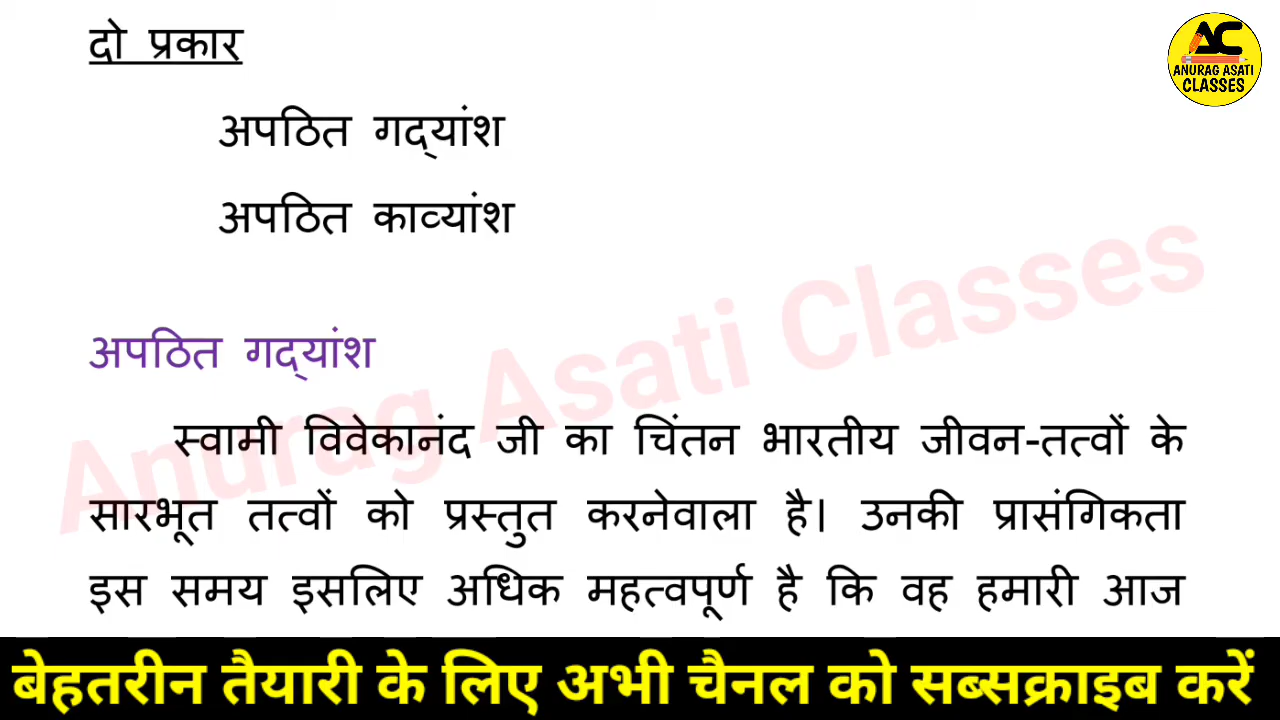 दो प्रकार
AC
ANURAG ASATI
CLASSES
अपठित गद्‌यांश
अपठित काव्यांश
अपठित गद्‌यांश
स्वामी विवेकानंद जी का चिंतन भारतीय जीवन-तत्वों के
सारभूत तत्वों को प्रस्तुत करनेवाला है। उनकी प्रासंगिकता
इस समय इसलिए अधिक महत्वपूर्ण है कि वह हमारी आज
Anurag Asati Classes
बेहतरीन तैयारी के लिए अभी चैनल को सब्सक्राइब करें